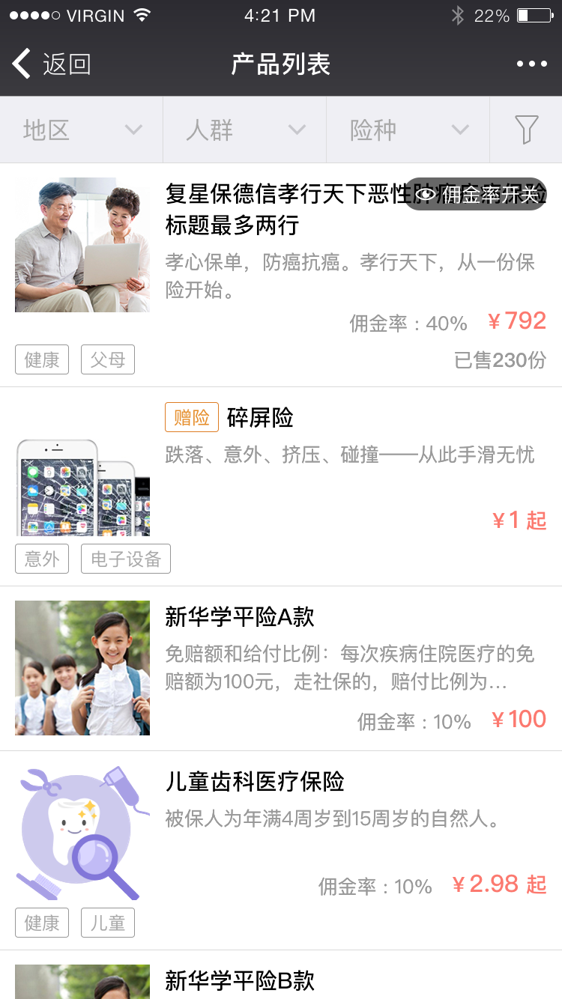 VIRGIN
4:21 PM
22%
返回
产品列表
地区
人群
险种
复星保德信孝行天下恶性肿瘤疾病保险
佣金率开关
标题最多两行
孝心保单，防癌抗癌。孝行天下，从一份保
险开始。
佣金率：40% ￥792
健康 父母
已售230份
赠险 碎屏险
跌落、意外、挤压、碰撞——从此手滑无忧
￥1 起
意外 电子设备
新华学平险A款
免赔额和给付比例：每次疾病住院医疗的免
赔额为100元，走社保的，赔付比例为...
佣金率：10% ￥100
儿童齿科医疗保险
被保人为年满4周岁到15周岁的自然人。
佣金率：10% ￥2.98 起
健康 儿童
新华学平险B款